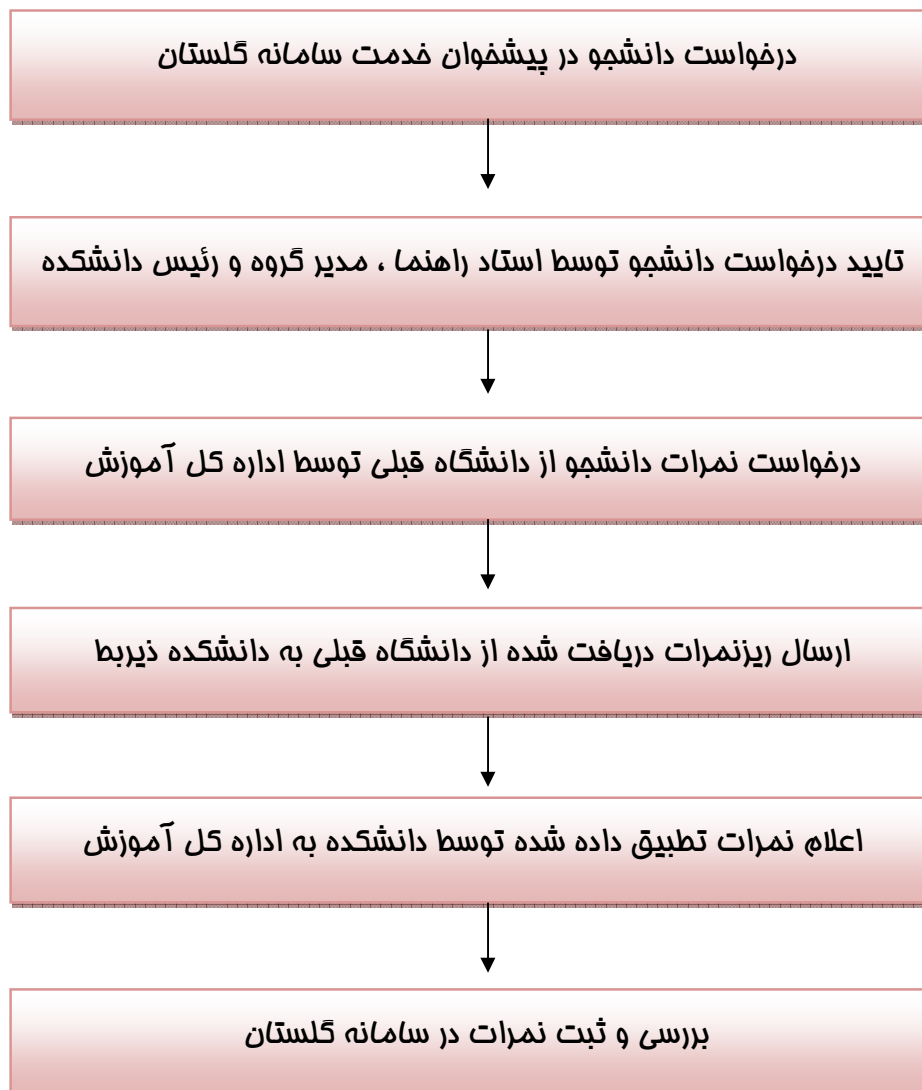 درخواست دانشجو در پیشخوان خدمت سامانه گلستان
تایید درخواست دانشجو توسط استاد راهنما ، مدیر گروه و رئیس دانشکده
درخواست نمرات دانشجو از دانشگاه قبلی توسط اداره کل آموزش
ارسال ریزنمرات دریافت شده از دانشگاه قبلی به دانشکده ذیربط
اعلام نمرات تطبیق داده شده توسط دانشکده به اداره کل آموزش
بررسی و ثبت نمرات در سامانه گلستان